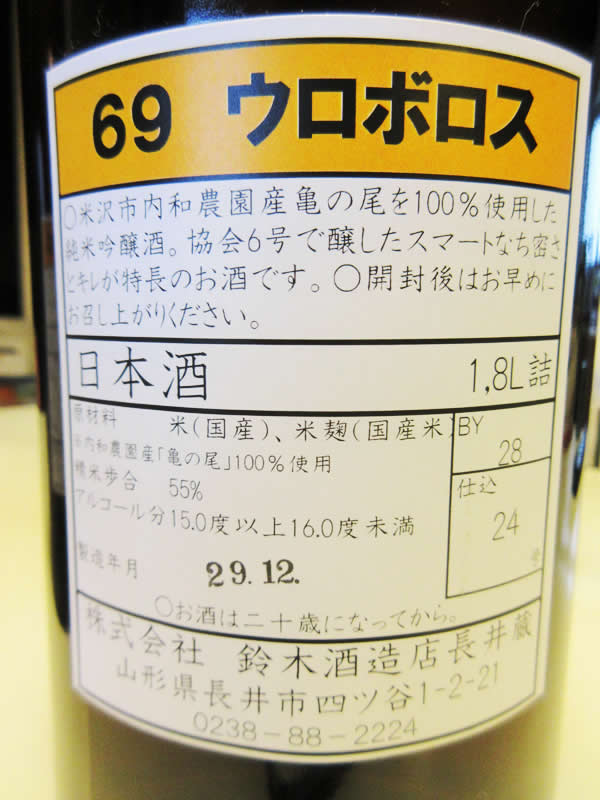 69 ウロボロス
〇米沢市内和農園産亀の尾を100%使用した
純米吟醸酒。協会6号で醸したスマートなち密さ
とキレが特長のお酒です。〇開封後はお早めに
お召し上がりください。
日本酒 1,8L詰
原材料 米(国産)、米麹(国産米)
※内和農園産「亀の尾」100%使用
精米歩合 55%
アルコール分 15.0度以上16.0度未満
製造年月 29.12.
BY
28
仕込
24
号
〇お酒は二十歳になってから。
株式会社 鈴木酒造店長井蔵
山形県長井市四ツ谷1-2-21
0238-88-2224